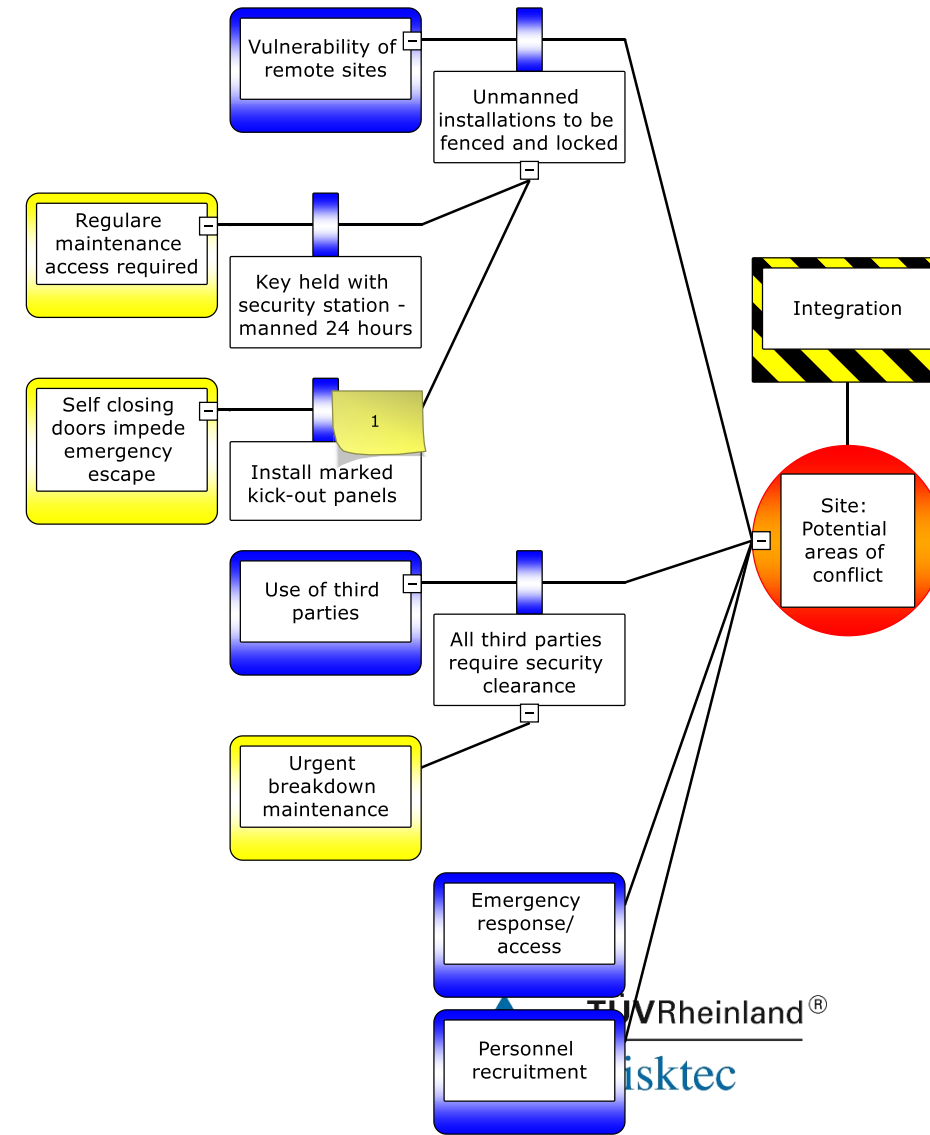 Vulnerability of
remote sites
Unmanned
installations to be
fenced and locked
Regulare
maintenance
access required
Key held with
security station -
manned 24 hours
Integration
Self closing
doors impede
emergency
escape
1
Install marked
kick-out panels
Site:
Potential
areas of
conflict
Use of third
parties
All third parties
require security
clearance
Urgent
breakdown
maintenance
Emergency
response/
access
TÜVRheinland®
Personnel
recruitment
isktec